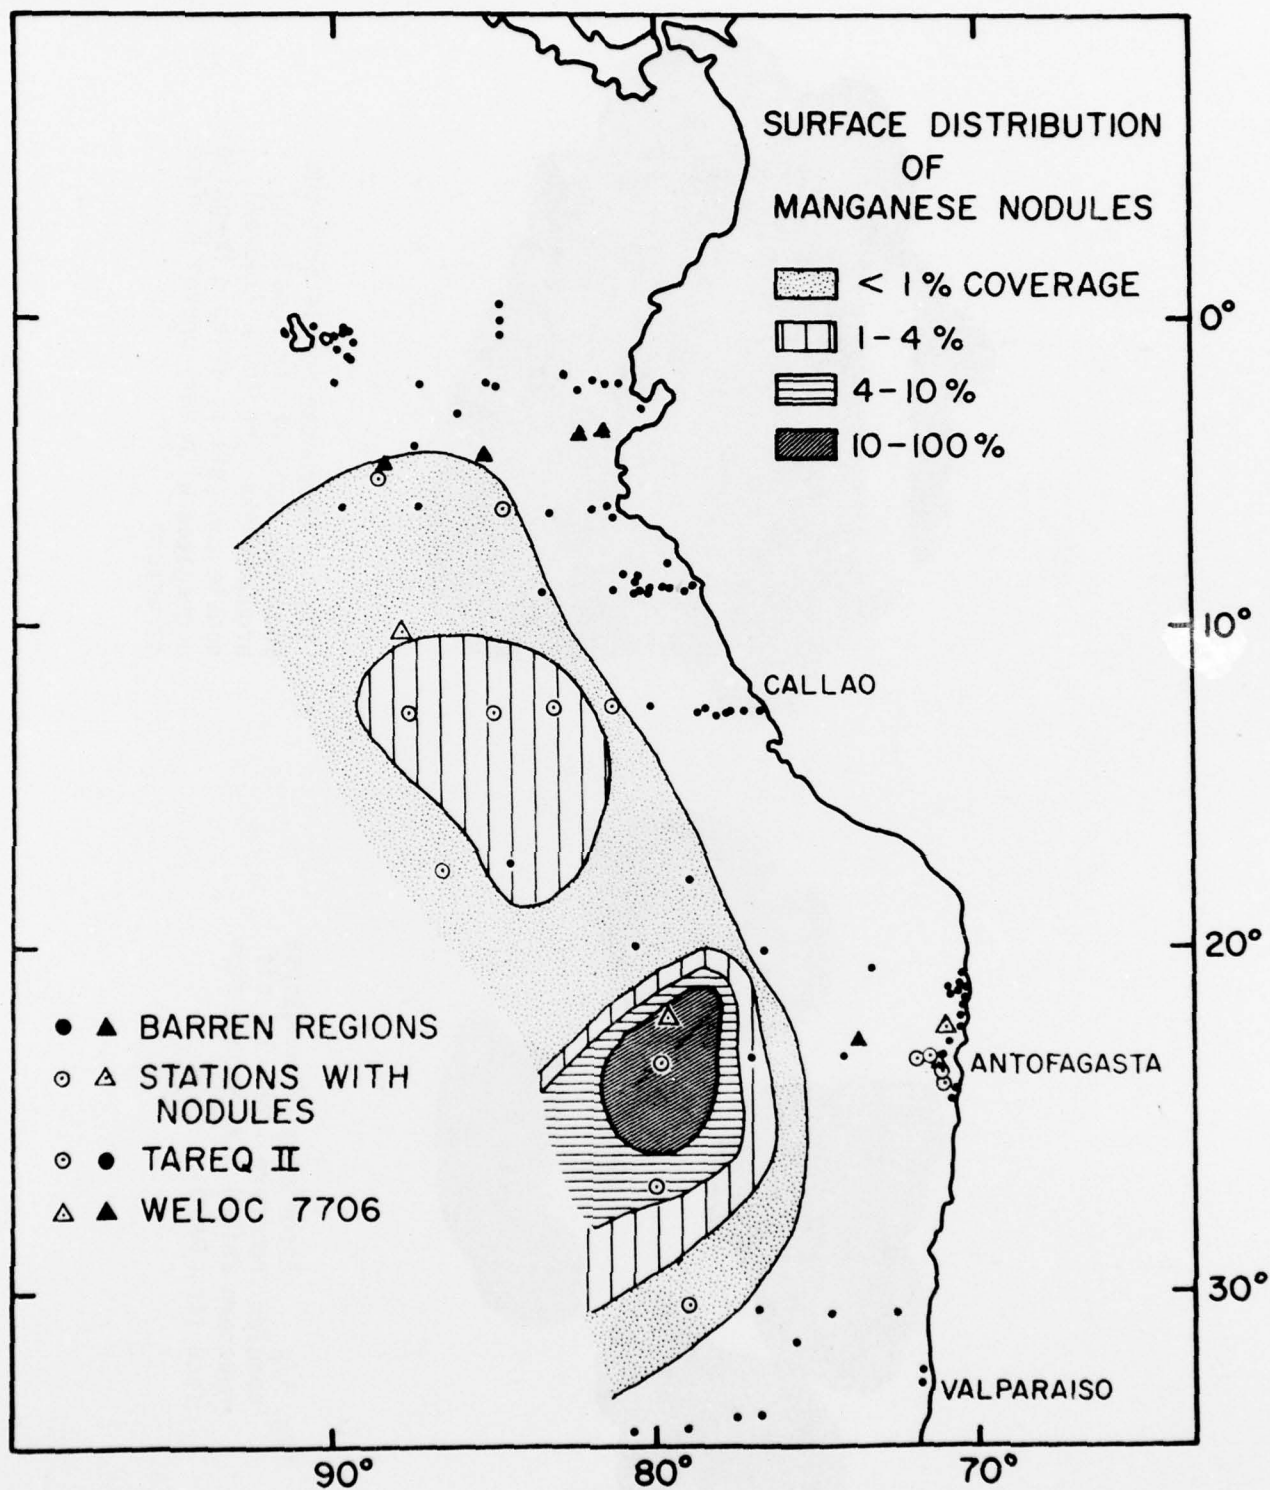 SURFACE DISTRIBUTION
OF
MANGANESE NODULES
< 1% COVERAGE
1-4%
4-10%
10-100%
0°
10°
CALLAO
20°
ANTOFAGASTA
BARREN REGIONS
STATIONS WITH
NODULES
TAREQ II
WELOC 7706
30°
VALPARAISO
90°
80°
70°